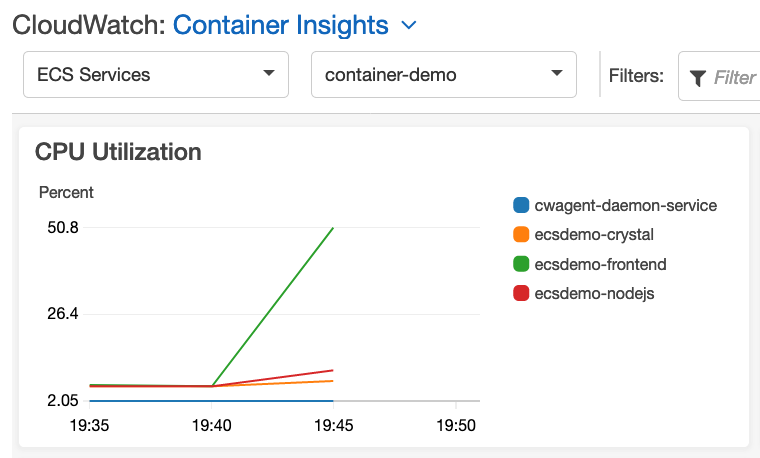 CloudWatch: Container Insights
ECS Services
container-demo
Filters:
Filter
CPU Utilization
Percent
50.8
26.4
2.05
19:35
19:40
19:45
19:50
cwagent-daemon-service
ecsdemo-crystal
ecsdemo-frontend
ecsdemo-nodejs